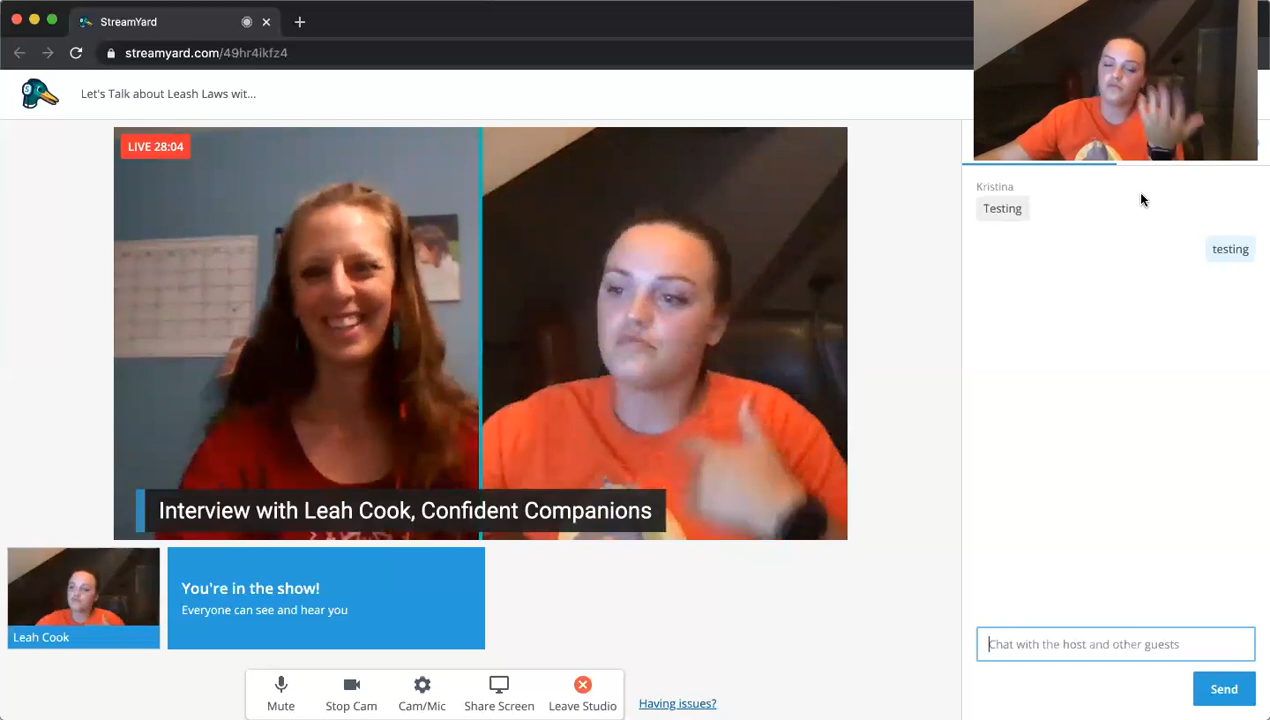 StreamYard
streamyard.com/49hr4ikfz4
Let's Talk about Leash Laws wit...
LIVE 28:04
Interview with Leah Cook, Confident Companions
Kristina
Testing
testing
Leah Cook
You're in the show!
Everyone can see and hear you
Chat with the host and other guests
Send
Mute
Stop Cam
Cam/Mic
Share Screen
Leave Studio
Having issues?